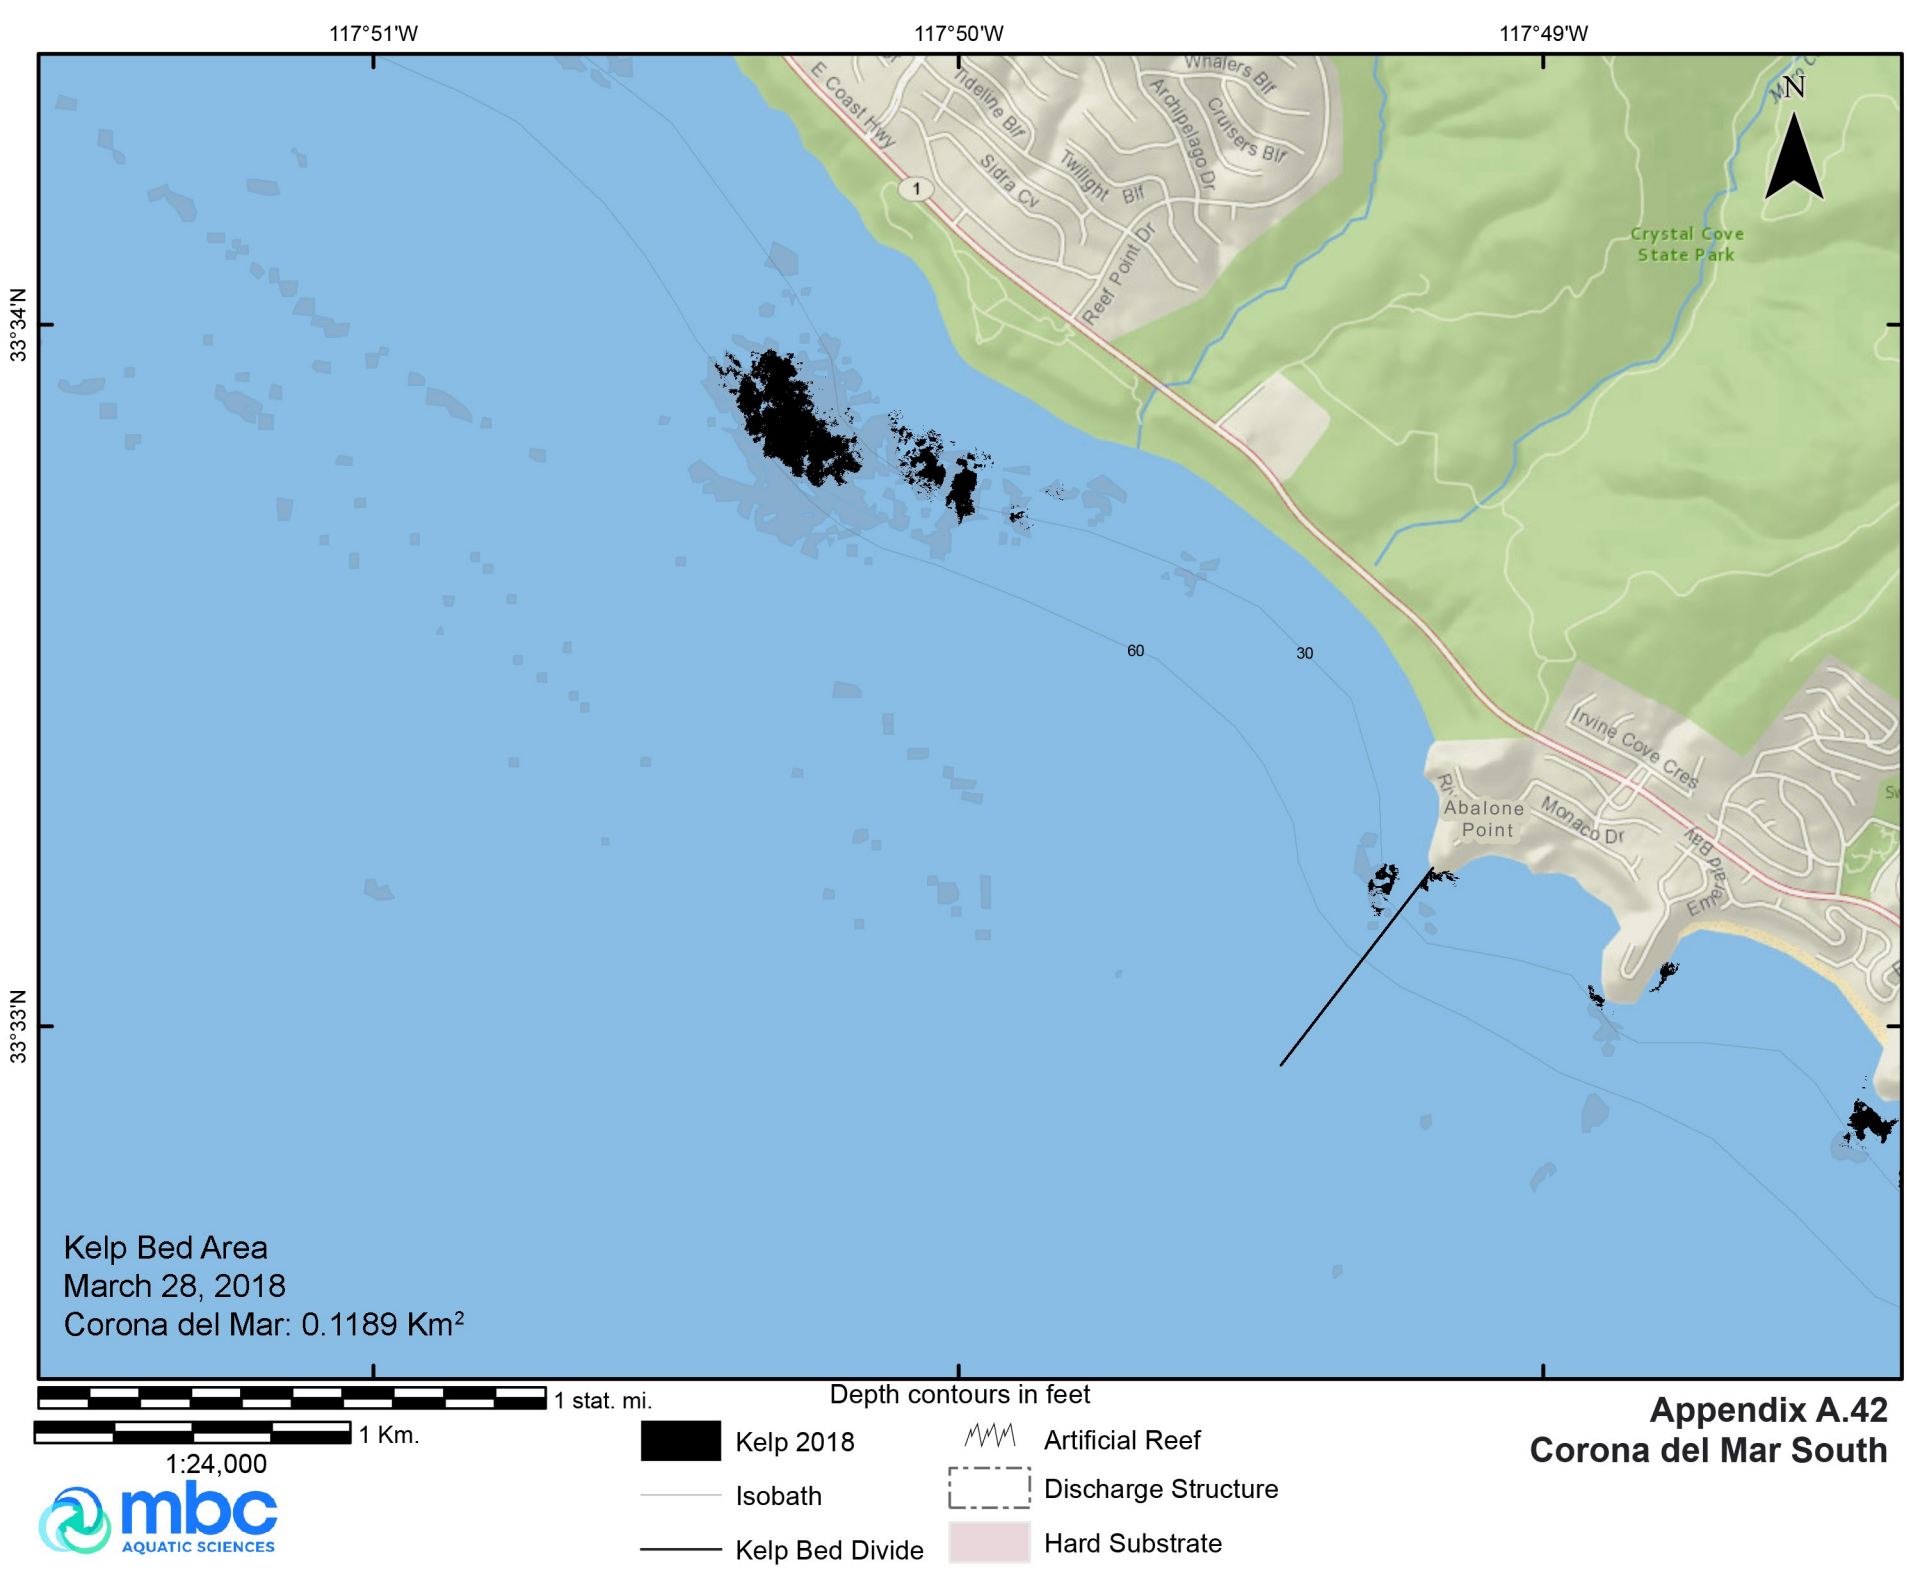 117°51'W
117°50'W
117°49'W
33°34'N
33°33'N
N
E Coast Hwy
1
Tideline Blf
Sidra Cv
Twilight Blf
Archipelago Dr
Whalers Blf
Cruisers Blf
Reef Point Dr
Crystal Cove
State Park
60
30
Irvine Cove Cres
Abalone
Point
Monaco Dr
Emerald Bay
Kelp Bed Area
March 28, 2018
Corona del Mar: 0.1189 Km²
1 stat. mi.
1 Km.
1:24,000
mbc
AQUATIC SCIENCES
Depth contours in feet
Kelp 2018
Isobath
Kelp Bed Divide
Artificial Reef
Discharge Structure
Hard Substrate
Appendix A.42
Corona del Mar South